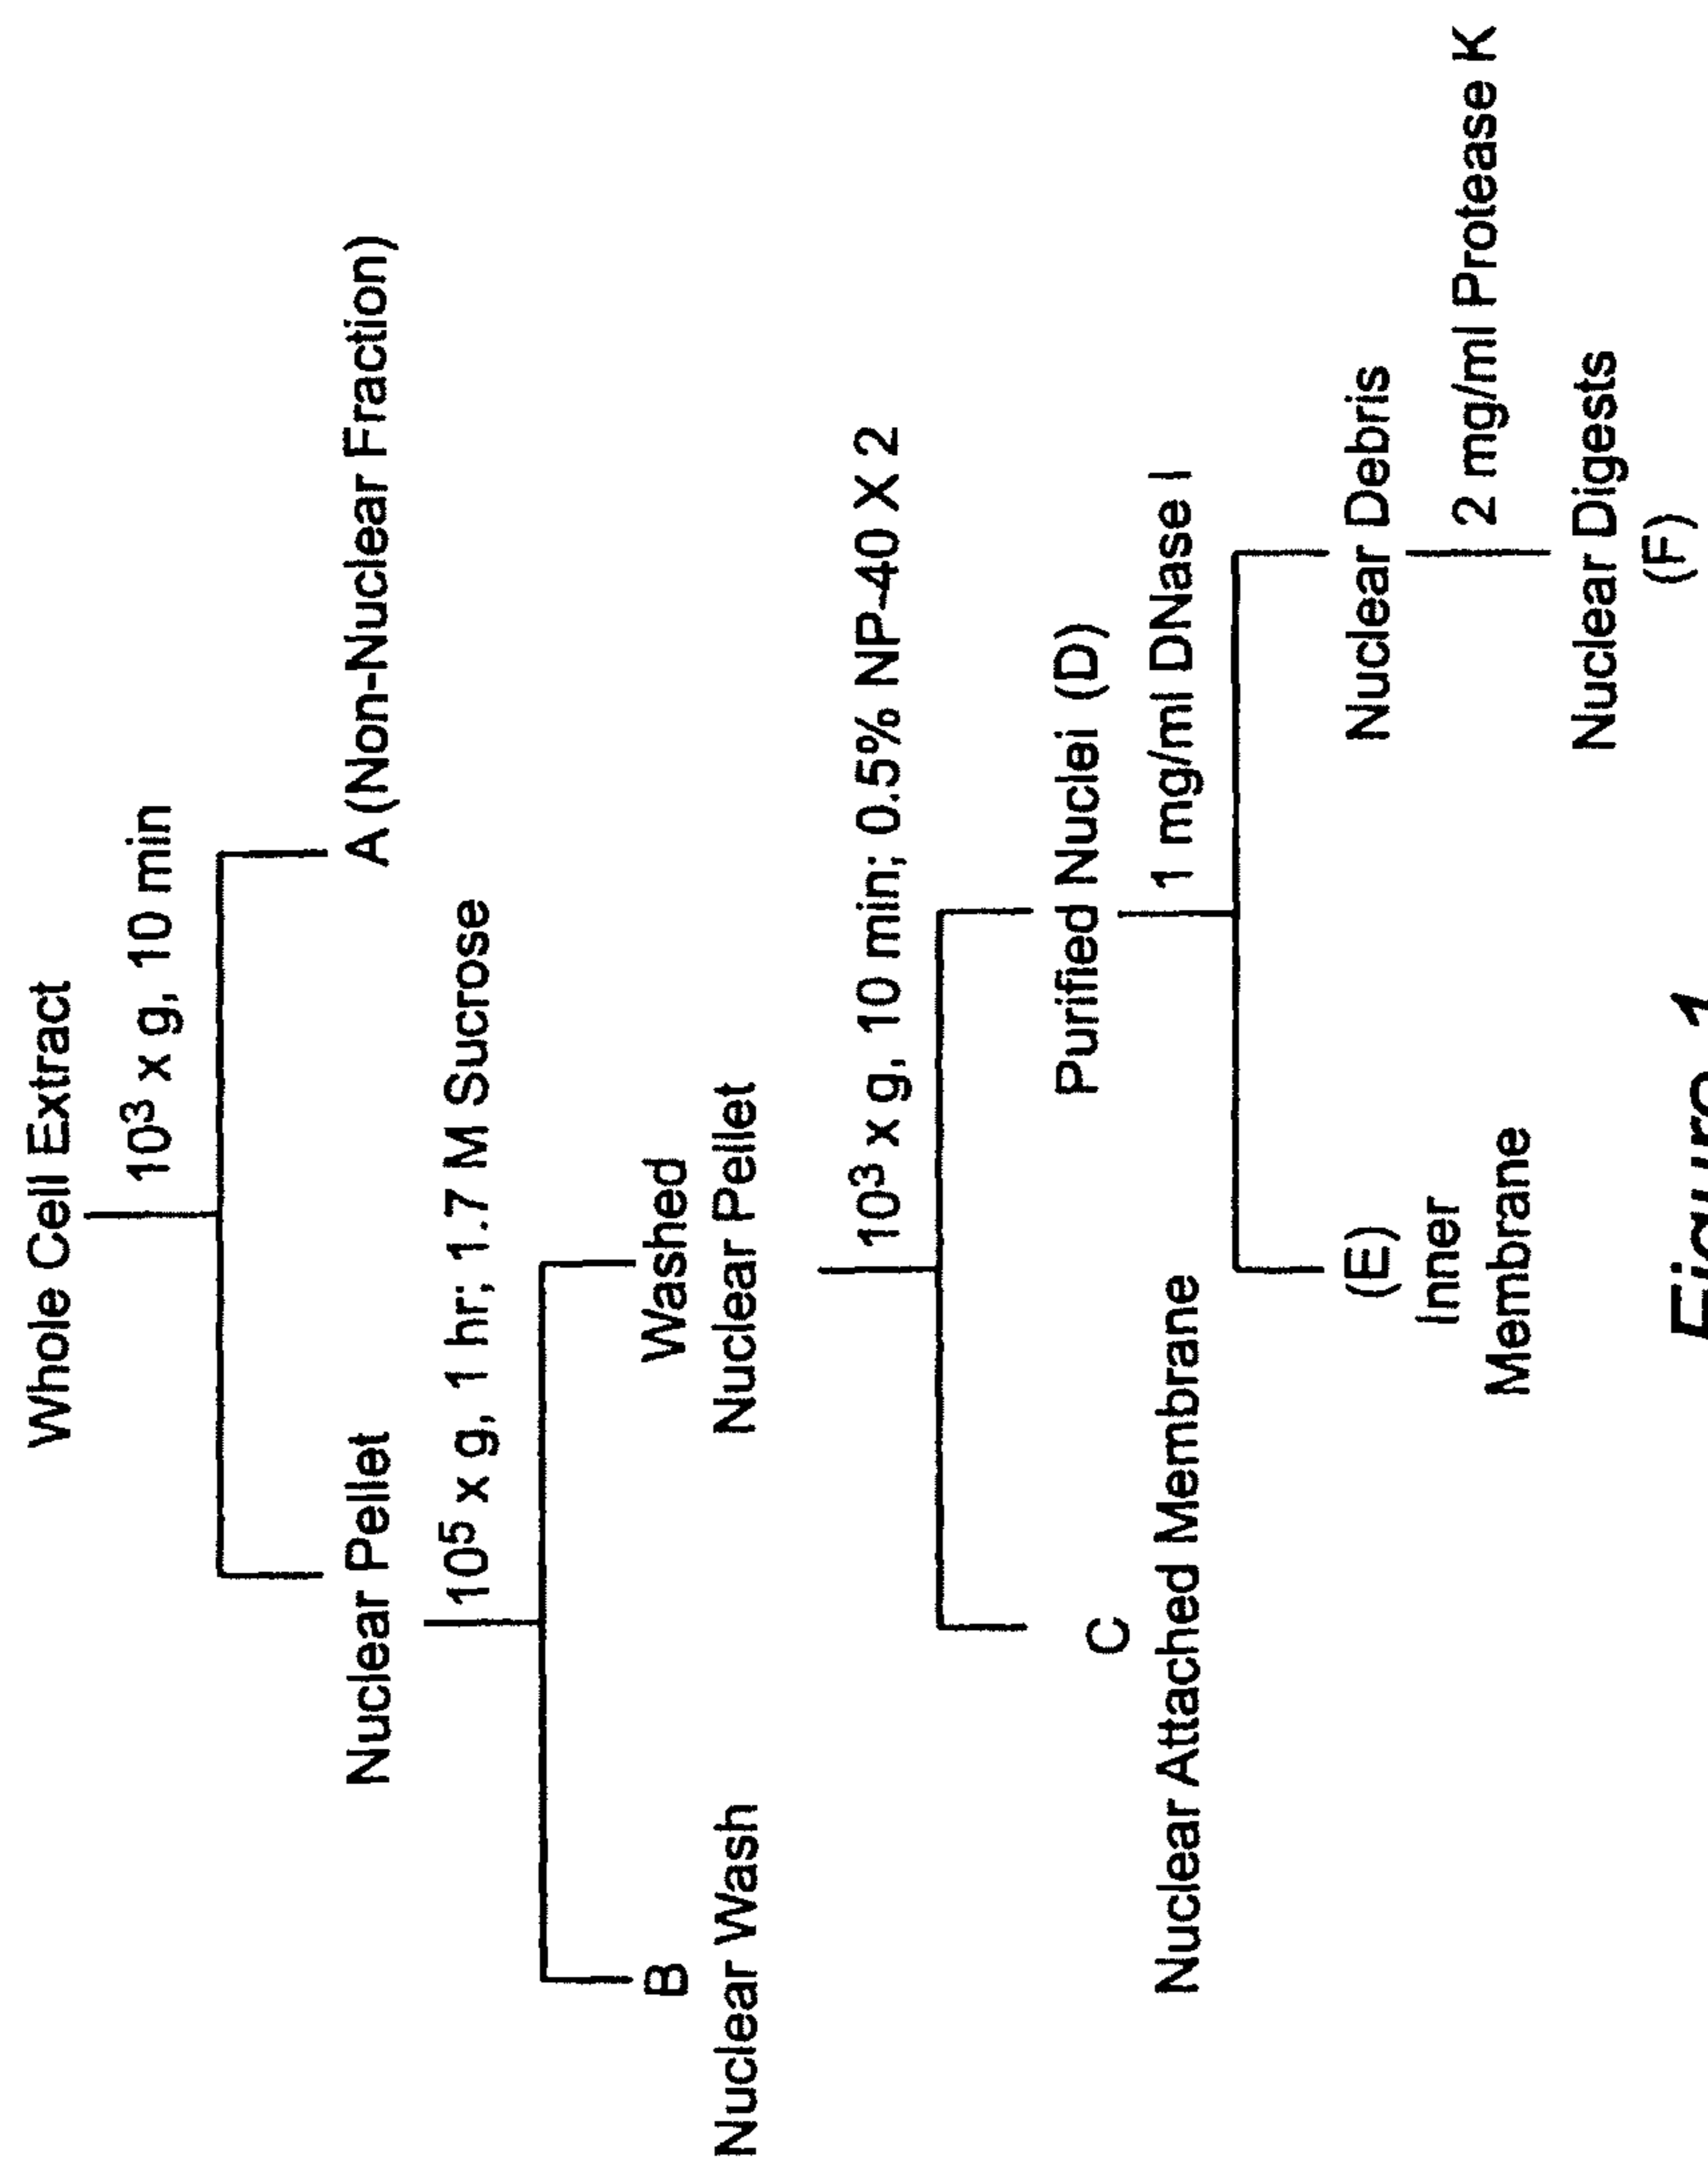 Whole Cell Extract
10³ x g, 10 min
Nuclear Pellet
A (Non-Nuclear Fraction)
10⁵ x g, 1 hr; 1.7 M Sucrose
B
Nuclear Wash
Washed
Nuclear Pellet
10³ x g, 10 min; 0.5% NP-40 X 2
C
Nuclear Attached Membrane
Purified Nuclei (D)
1 mg/ml DNase I
(E)
Inner
Membrane
Nuclear Debris
2 mg/ml Protease K
Nuclear Digests
(F)
Figure 1